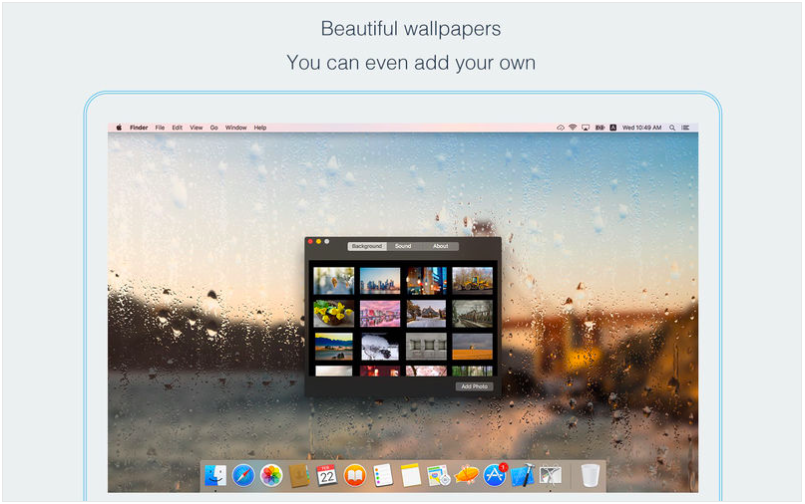 Beautiful wallpapers
You can even add your own
Finder File Edit View Go Window Help
Wed 10:49 AM
Background Sound About
Add Photo
22